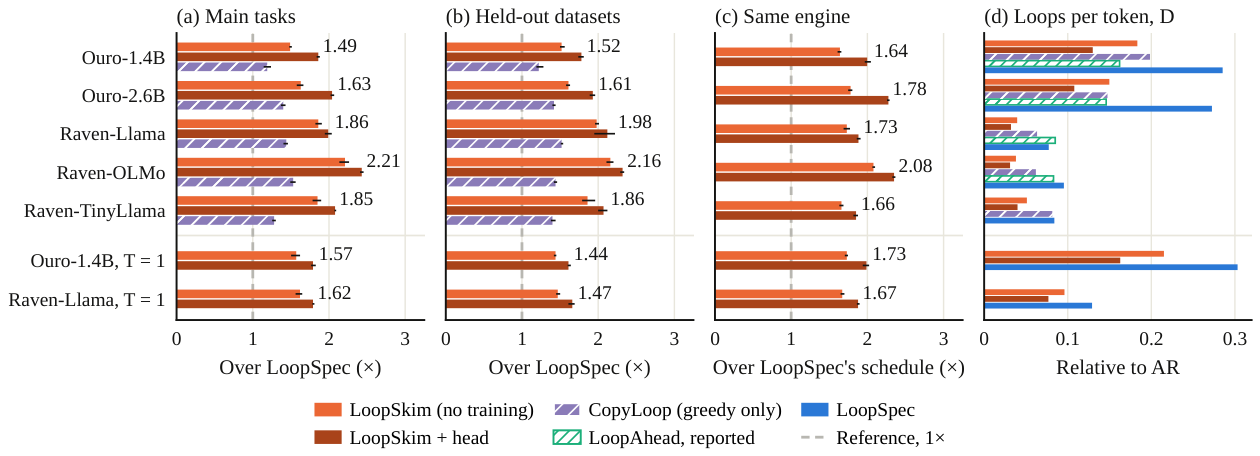 (a) Main tasks
(b) Held-out datasets
(c) Same engine
(d) Loops per token, D
Ouro-1.4B
Ouro-2.6B
Raven-Llama
Raven-OLMo
Raven-TinyLlama
Ouro-1.4B, T = 1
Raven-Llama, T = 1
1.49
1.63
1.86
2.21
1.85
1.57
1.62
0 1 2 3
Over LoopSpec (×)
1.52
1.61
1.98
2.16
1.86
1.44
1.47
0 1 2 3
Over LoopSpec (×)
1.64
1.78
1.73
2.08
1.66
1.73
1.67
0 1 2 3
Over LoopSpec's schedule (×)
0 0.1 0.2 0.3
Relative to AR
LoopSkim (no training)
CopyLoop (greedy only)
LoopSpec
LoopSkim + head
LoopAhead, reported
Reference, 1×